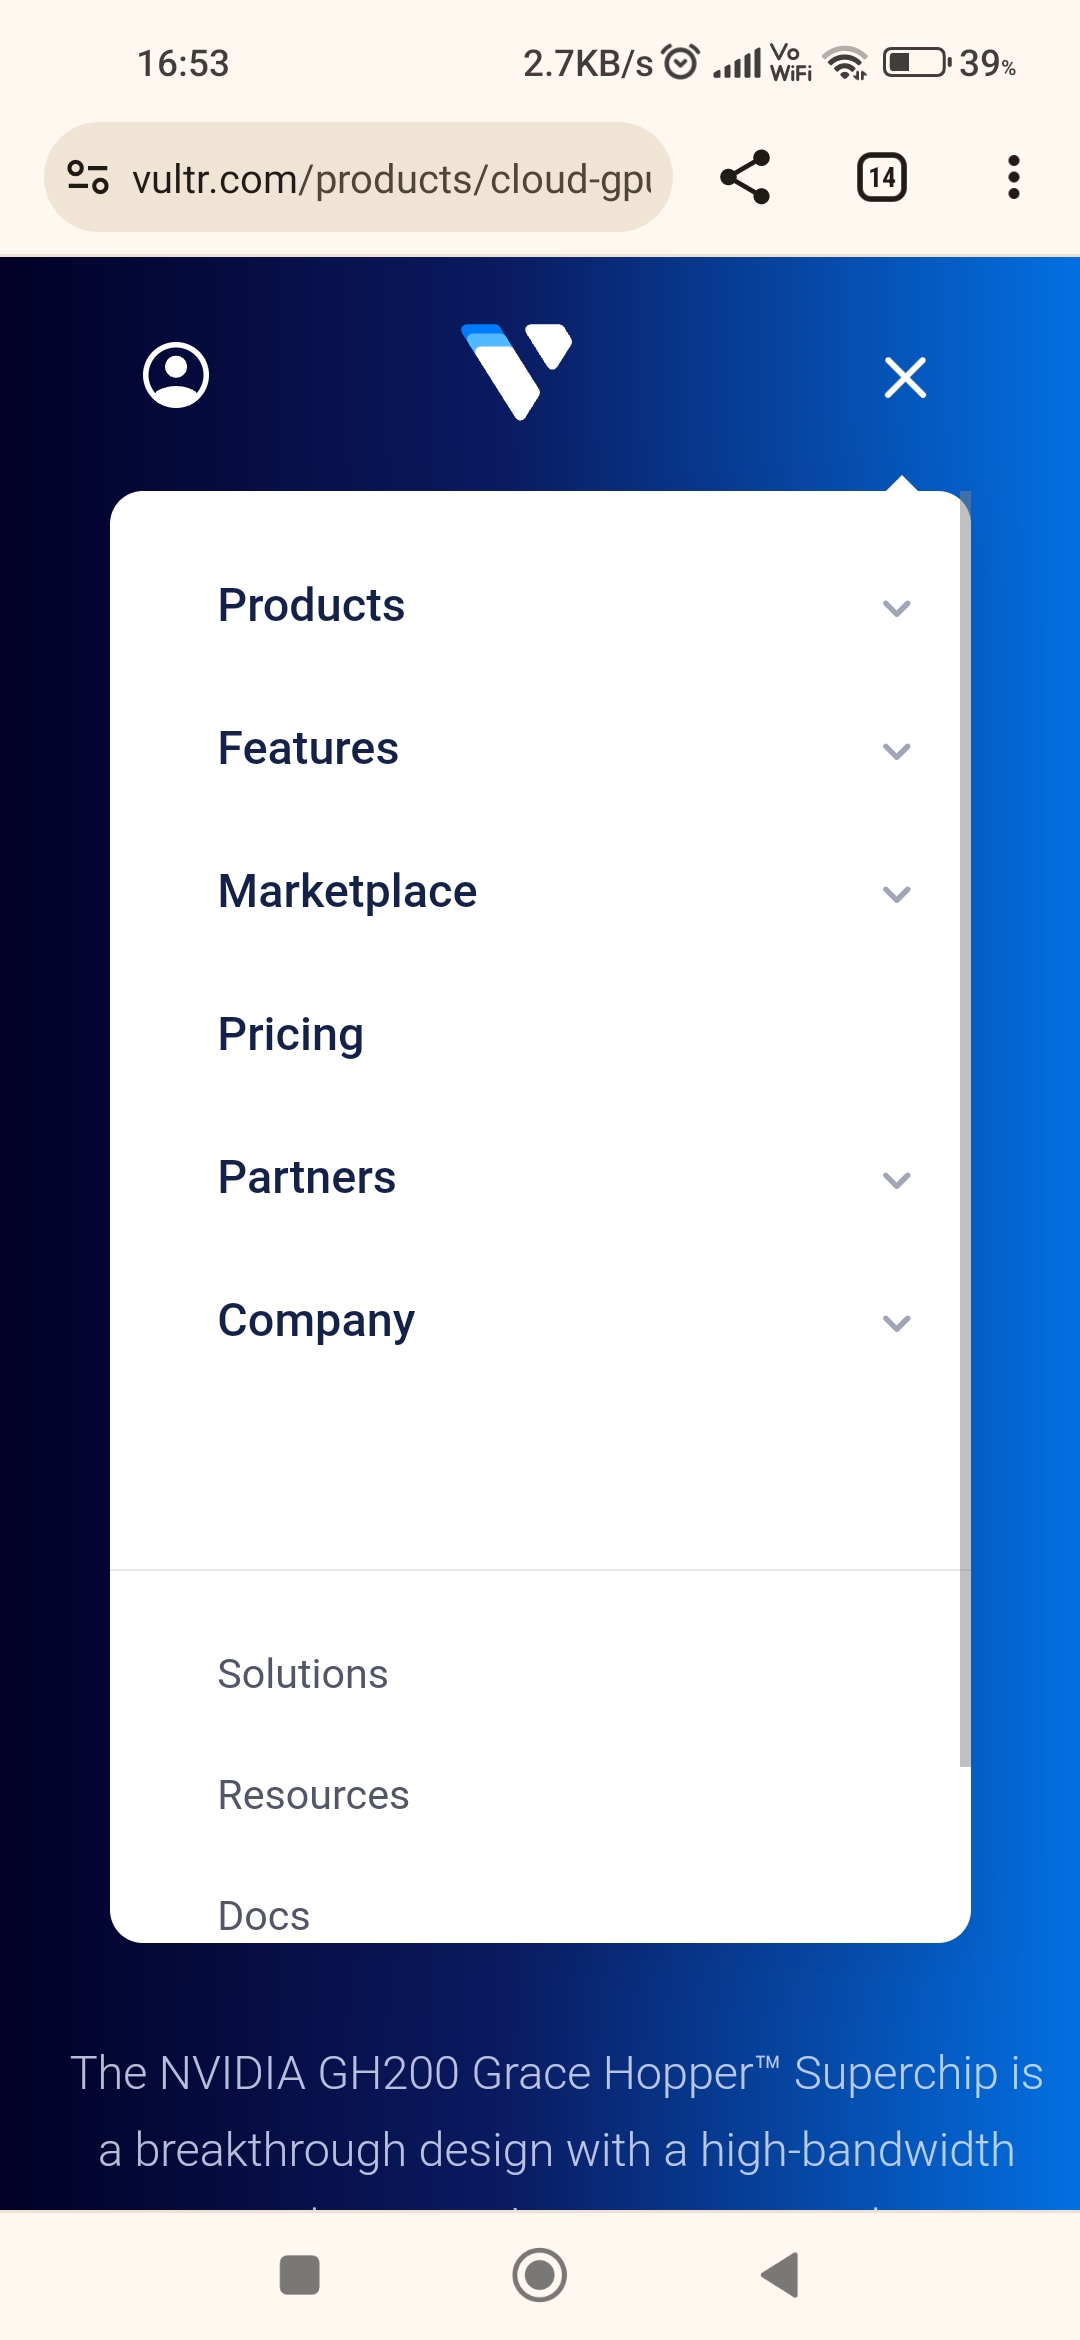 16:53 2.7KB/s Vo WiFi 39%
vultr.com/products/cloud-gpu 14
Products
Features
Marketplace
Pricing
Partners
Company
Solutions
Resources
Docs
The NVIDIA GH200 Grace Hopper™ Superchip is
a breakthrough design with a high-bandwidth